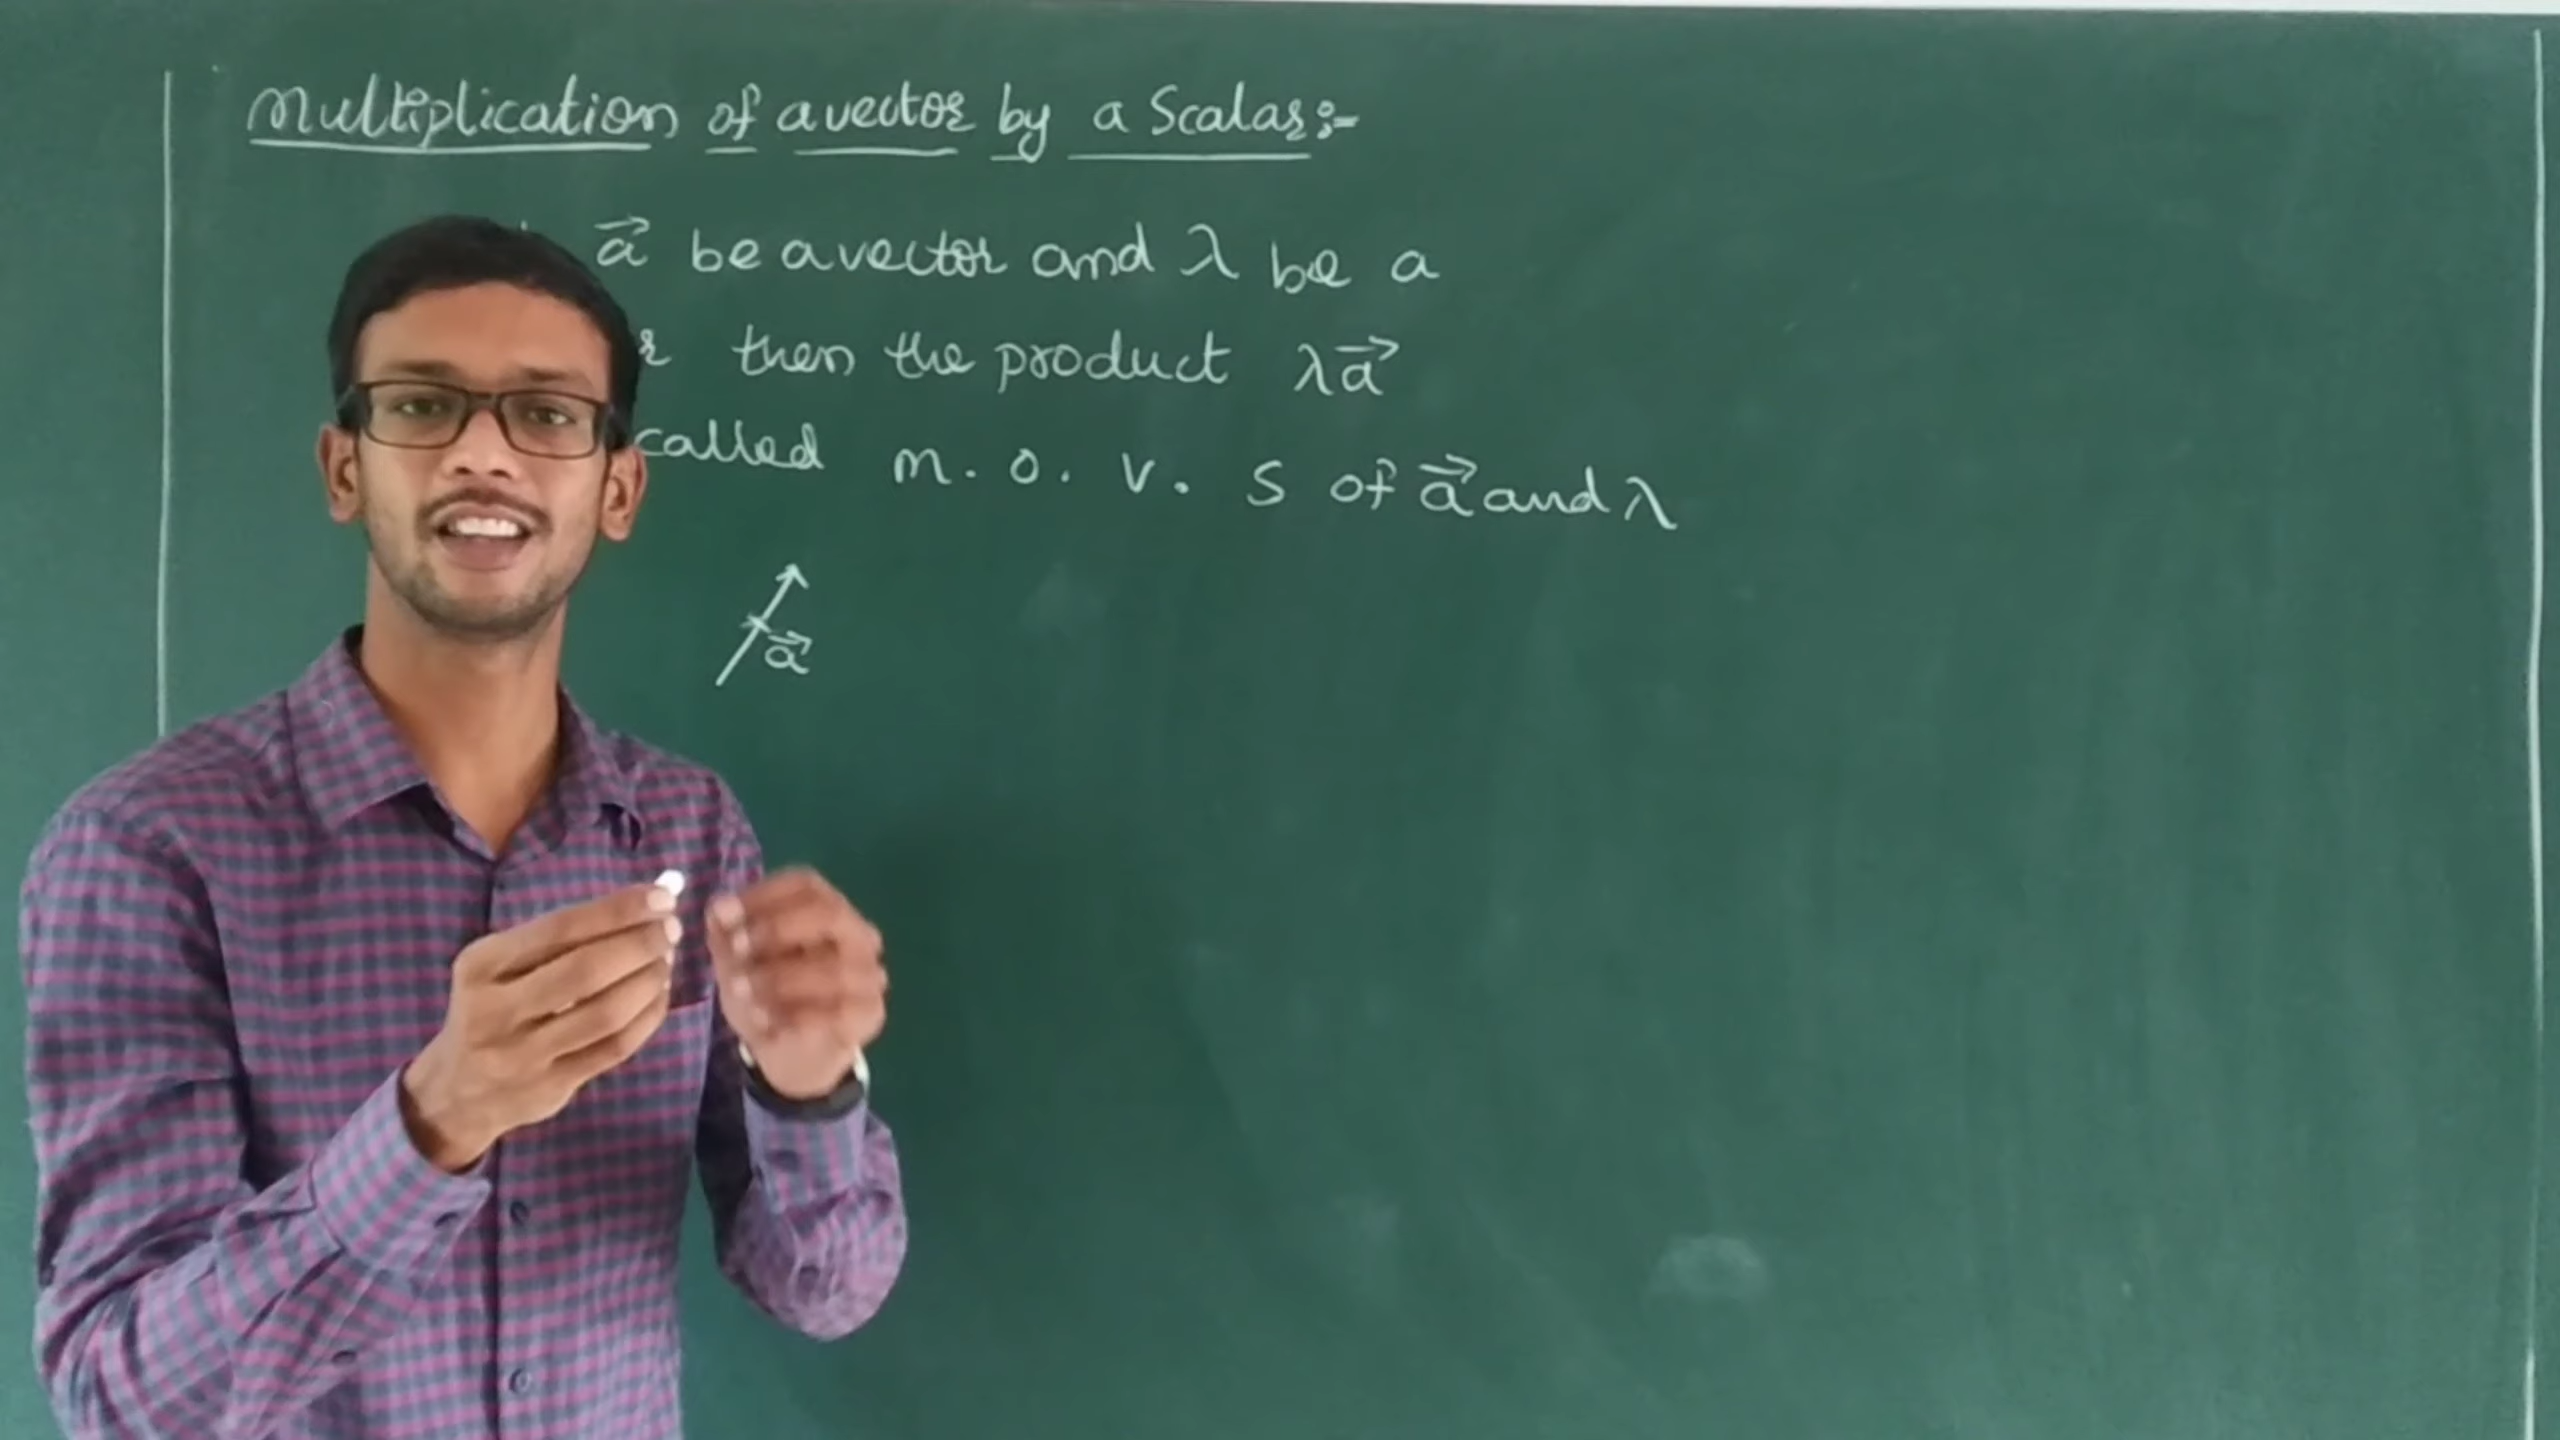 Multiplication of a vector by a Scalar:-
a⃗ be a vector and λ be a
then the product λa⃗
called m. o. v. s of a⃗ and λ
a⃗